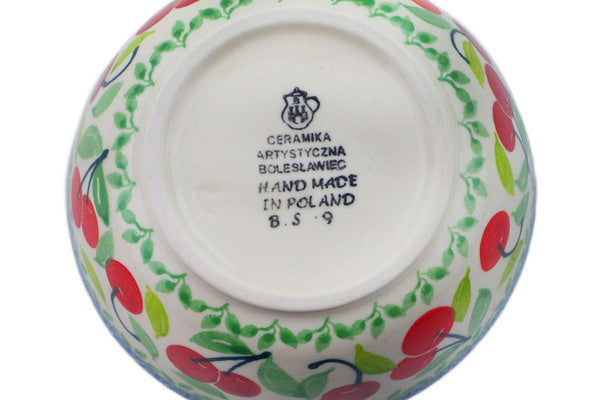 B
CERAMIKA
ARTYSTYCZNA
BOLESŁAWIEC
HAND MADE
IN POLAND
B.S.9